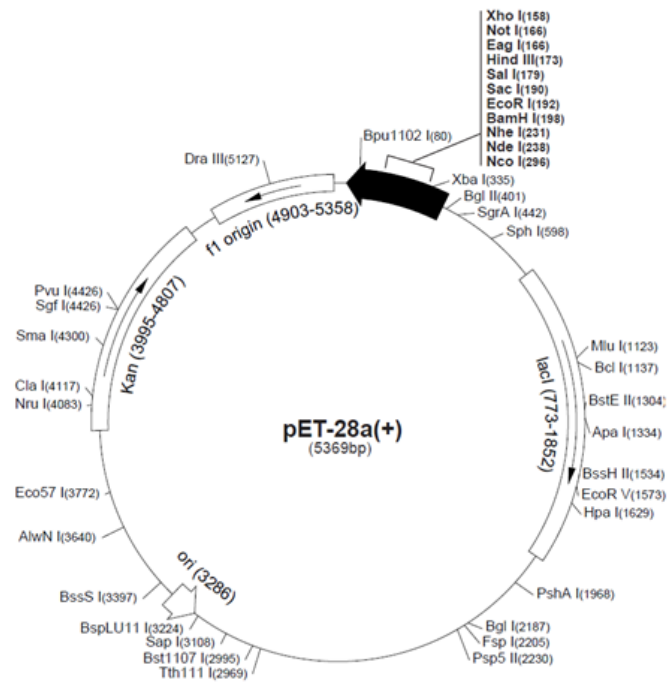 Xho I(158)
Not I(166)
Eag I(166)
Hind III(173)
Sal I(179)
Sac I(190)
EcoR I(192)
BamH I(198)
Nhe I(231)
Nde I(238)
Nco I(296)
Bpu1102 I(80)
Xba I(335)
Bgl II(401)
SgrA I(442)
Sph I(598)
lacI (773-1852)
Mlu I(1123)
Bcl I(1137)
BstE II(1304)
Apa I(1334)
BssH II(1534)
EcoR V(1573)
Hpa I(1629)
PshA I(1968)
Bgl I(2187)
Fsp I(2205)
Psp5 II(2230)
Tth111 I(2969)
Bst1107 I(2995)
Sap I(3108)
BspLU11 I(3224)
ori (3286)
BssS I(3397)
AlwN I(3640)
Eco57 I(3772)
Nru I(4083)
Cla I(4117)
Sma I(4300)
Sgf I(4426)
Pvu I(4426)
Kan (3995-4807)
Dra III(5127)
f1 origin (4903-5358)
pET-28a(+)
(5369bp)